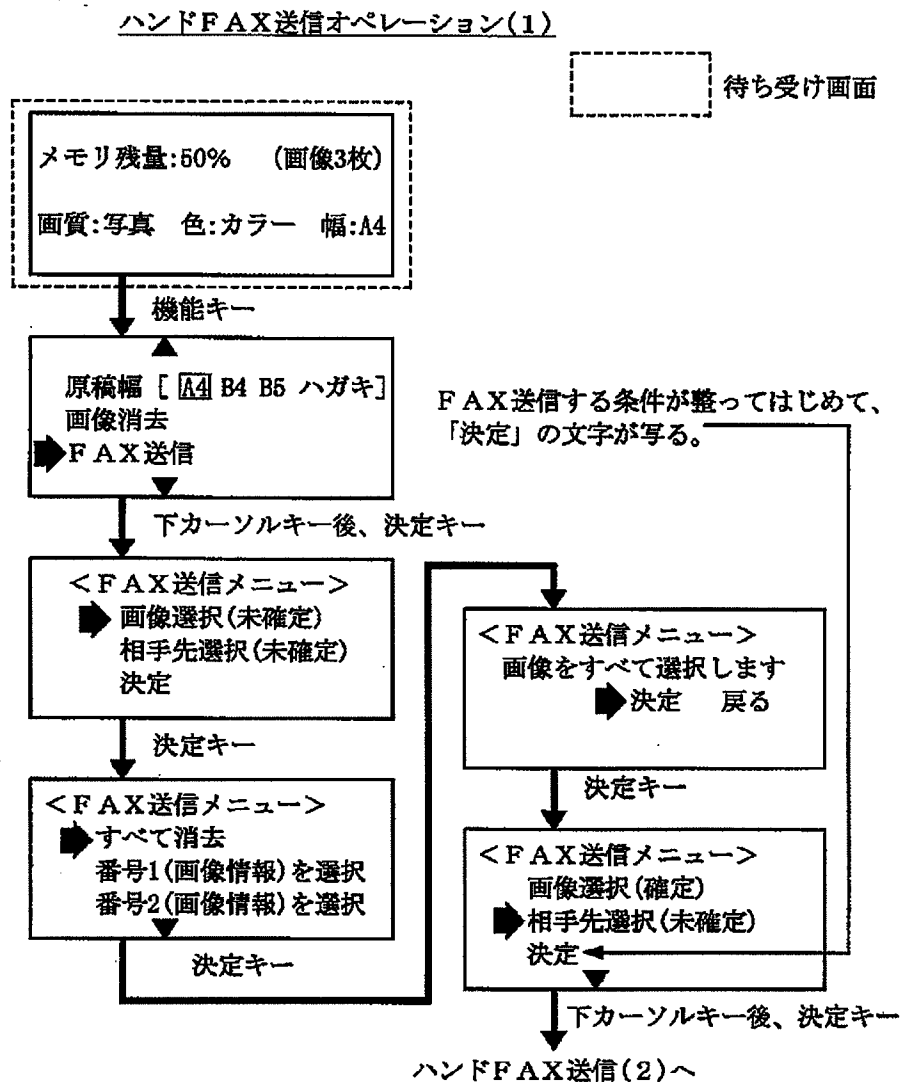 ハンドFAX送信オペレーション(1)
待ち受け画面
メモリ残量:50% (画像3枚)
画質:写真 色:カラー 幅:A4
機能キー
原稿幅 [ A4 B4 B5 ハガキ]
画像消去
FAX送信
下カーソルキー後、決定キー
<FAX送信メニュー>
画像選択(未確定)
相手先選択(未確定)
決定
決定キー
<FAX送信メニュー>
すべて消去
番号1(画像情報)を選択
番号2(画像情報)を選択
決定キー
FAX送信する条件が整ってはじめて、
「決定」の文字が写る。
<FAX送信メニュー>
画像をすべて選択します
決定 戻る
決定キー
<FAX送信メニュー>
画像選択(確定)
相手先選択(未確定)
決定
下カーソルキー後、決定キー
ハンドFAX送信(2)へ